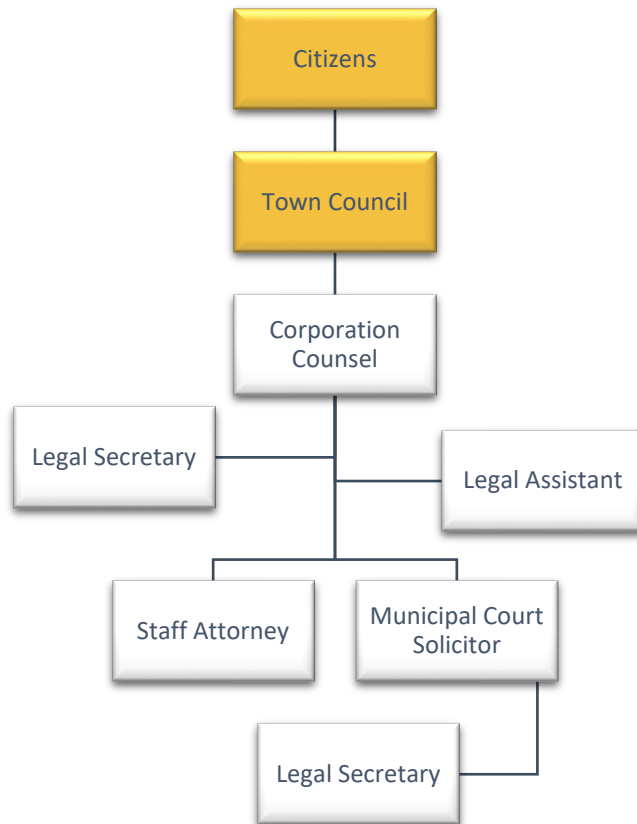 Citizens
Town Council
Corporation
Counsel
Legal Secretary
Legal Assistant
Staff Attorney
Municipal Court
Solicitor
Legal Secretary